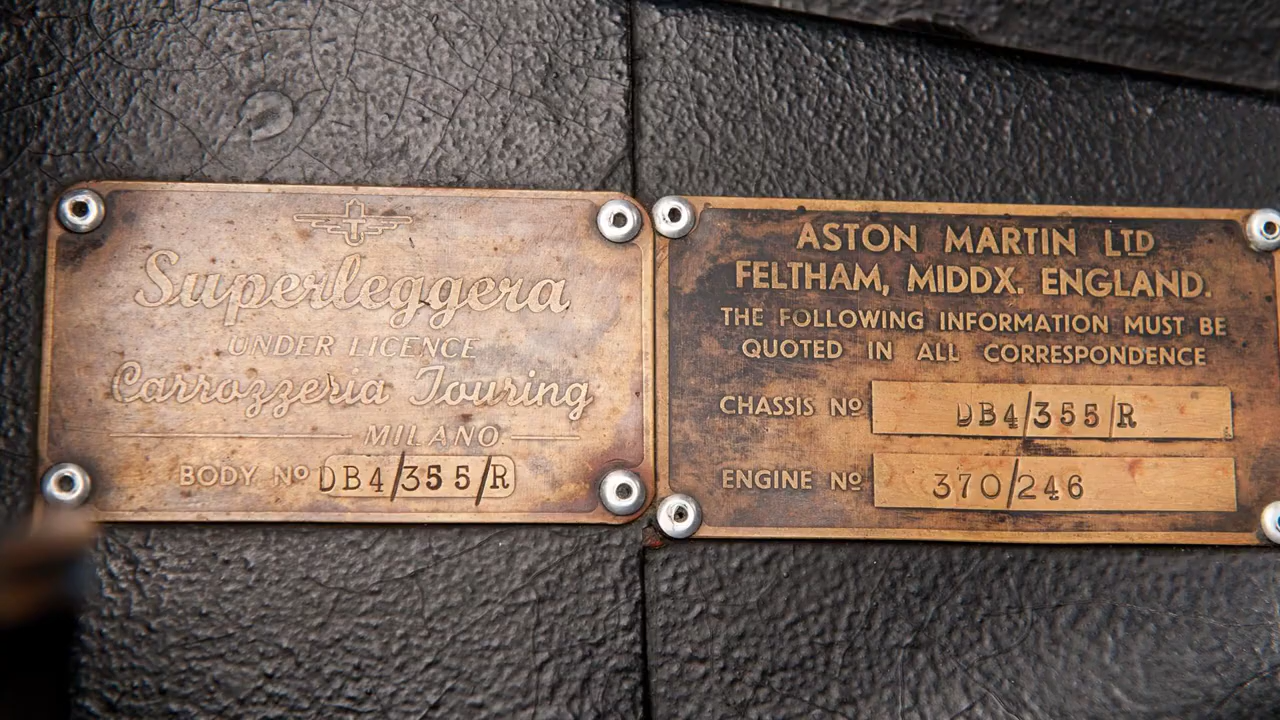 Superleggera
UNDER LICENCE
Carrozzeria Touring
MILANO
BODY Nº DB4/355/R
ASTON MARTIN LTD
FELTHAM, MIDDX. ENGLAND.
THE FOLLOWING INFORMATION MUST BE
QUOTED IN ALL CORRESPONDENCE
CHASSIS Nº DB4/355/R
ENGINE Nº 370/246